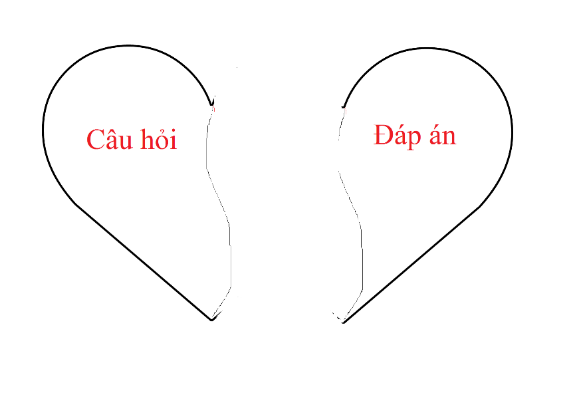 Câu hỏi
Đáp án